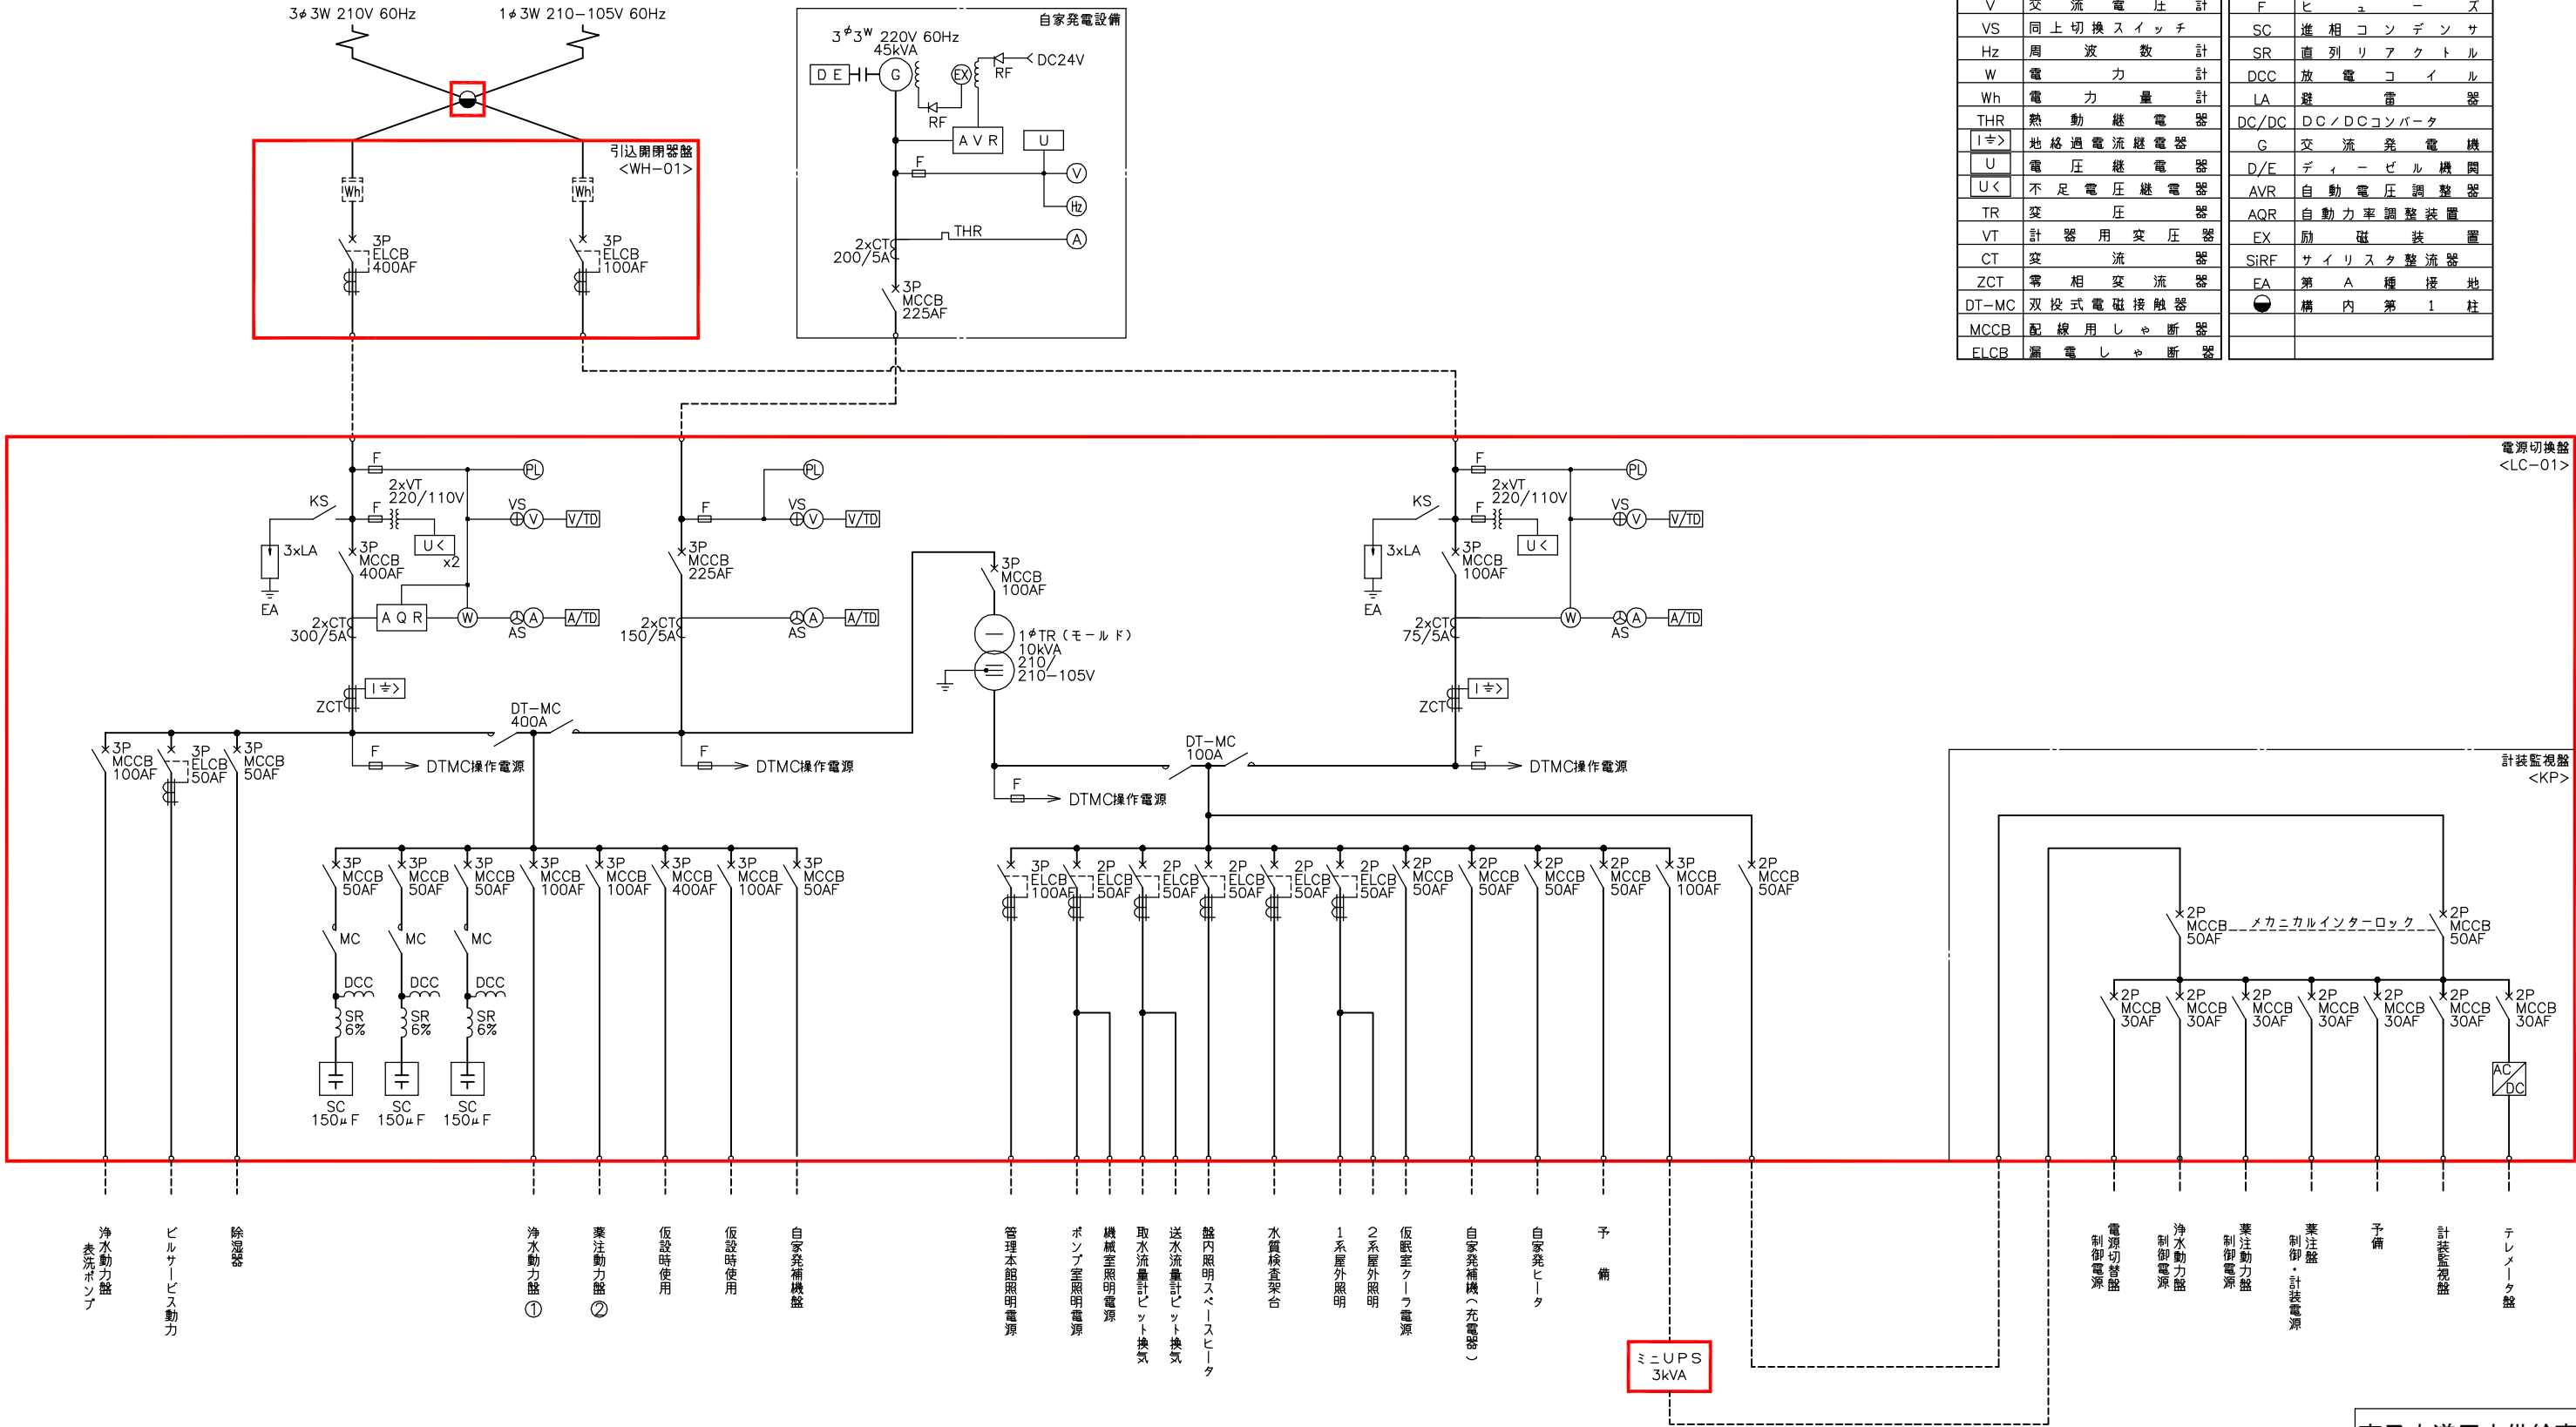 3φ3W 210V 60Hz
1φ3W 210-105V 60Hz
引込開閉器盤
<WH-01>
Wh
Wh
3P
ELCB
400AF
3P
ELCB
100AF
自家発電設備
3φ3W 220V 60Hz
45kVA
D E
G
EX
RF
DC24V
RF
A V R
U
F
V
Hz
THR
A
2xCT
200/5A
3P
MCCB
225AF
V 交流電圧計
VS 同上切換スイッチ
Hz 周波数計
W 電力計
Wh 電力量計
THR 熱動継電器
I⏚> 地絡過電流継電器
U 電圧継電器
U< 不足電圧継電器
TR 変圧器
VT 計器用変圧器
CT 変流器
ZCT 零相変流器
DT-MC 双投式電磁接触器
MCCB 配線用しゃ断器
ELCB 漏電しゃ断器
F ヒューズ
SC 進相コンデンサ
SR 直列リアクトル
DCC 放電コイル
LA 避雷器
DC/DC DC/DCコンバータ
G 交流発電機
D/E ディーゼル機関
AVR 自動電圧調整器
AQR 自動力率調整装置
EX 励磁装置
SiRF サイリスタ整流器
EA 第A種接地
構内第1柱
電源切換盤
<LC-01>
F
PL
2xVT
220/110V
KS
F
VS
V
V/TD
U<
x2
3xLA
EA
3P
MCCB
400AF
A Q R
W
AS
A
A/TD
2xCT
300/5A
ZCT
I⏚>
F
DTMC操作電源
PL
F
VS
V
V/TD
3P
MCCB
225AF
2xCT
150/5A
AS
A
A/TD
F
DTMC操作電源
DT-MC
400A
3P
MCCB
100AF
1φTR(モールド)
10kVA
210/
210-105V
F
DTMC操作電源
DT-MC
100A
F
PL
2xVT
220/110V
KS
F
VS
V
V/TD
U<
3xLA
EA
3P
MCCB
100AF
2xCT
75/5A
W
AS
A
A/TD
ZCT
I⏚>
F
DTMC操作電源
計装監視盤
<KP>
3P
MCCB
100AF
3P
ELCB
50AF
3P
MCCB
50AF
3P
MCCB
50AF
3P
MCCB
50AF
3P
MCCB
50AF
3P
MCCB
100AF
3P
MCCB
100AF
3P
MCCB
400AF
3P
MCCB
100AF
3P
MCCB
50AF
MC
MC
MC
DCC
DCC
DCC
SR
6%
SR
6%
SR
6%
SC
150μF
SC
150μF
SC
150μF
3P
ELCB
100AF
2P
ELCB
50AF
2P
ELCB
50AF
2P
ELCB
50AF
2P
ELCB
50AF
2P
ELCB
50AF
2P
MCCB
50AF
2P
MCCB
50AF
2P
MCCB
50AF
2P
MCCB
50AF
3P
MCCB
100AF
2P
MCCB
50AF
2P
MCCB
50AF
メカニカルインターロック
2P
MCCB
50AF
2P
MCCB
30AF
2P
MCCB
30AF
2P
MCCB
30AF
2P
MCCB
30AF
2P
MCCB
30AF
2P
MCCB
30AF
2P
MCCB
30AF
AC
DC
浄水動力盤
表洗ポンプ
ビルサービス動力
除湿器
浄水動力盤①
薬注動力盤②
仮設時使用
仮設時使用
自家発補機盤
管理本館照明電源
ポンプ室照明電源
機械室照明電源
取水流量計ピット換気
送水流量計ピット換気
盤内照明スペースヒータ
水質検査架台
1系屋外照明
2系屋外照明
仮眠室クーラ電源
自家発補機(充電器)
自家発ヒータ
予備
電源切替盤
制御電源
浄水動力盤
制御電源
薬注動力盤
制御電源
薬注盤
制御・計装電源
予備
計装監視盤
テレメータ盤
ミニUPS
3kVA